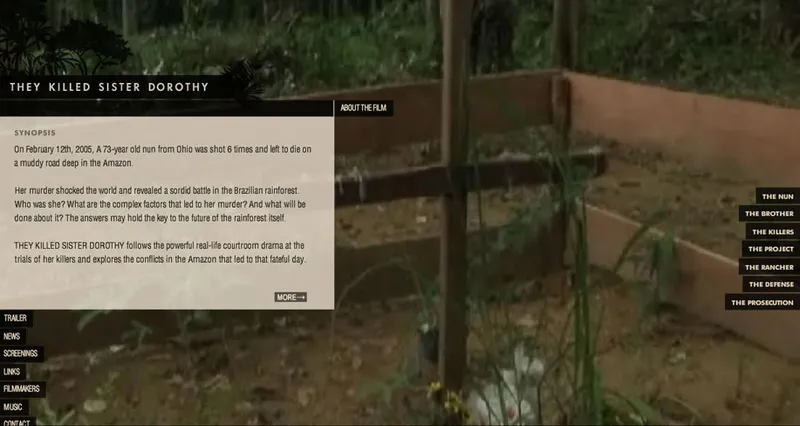 THEY KILLED SISTER DOROTHY
ABOUT THE FILM
SYNOPSIS
On February 12th, 2005, A 73-year old nun from Ohio was shot 6 times and left to die on
a muddy road deep in the Amazon.
Her murder shocked the world and revealed a sordid battle in the Brazilian rainforest.
Who was she? What are the complex factors that led to her murder? And what will be
done about it? The answers may hold the key to the future of the rainforest itself.
THEY KILLED SISTER DOROTHY follows the powerful real-life courtroom drama at the
trials of her killers and explores the conflicts in the Amazon that led to that fateful day.
MORE→
THE NUN
THE BROTHER
THE KILLERS
THE PROJECT
THE RANCHER
THE DEFENSE
THE PROSECUTION
TRAILER
NEWS
SCREENINGS
LINKS
FILMMAKERS
MUSIC
CONTACT